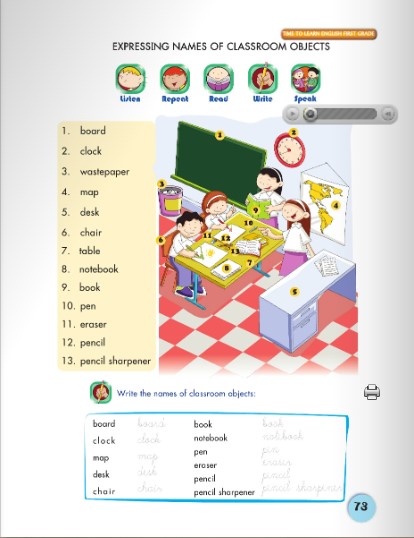 TIME TO LEARN ENGLISH FIRST GRADE
EXPRESSING NAMES OF CLASSROOM OBJECTS
Listen Repeat Read Write Speak
1. board
2. clock
3. wastepaper
4. map
5. desk
6. chair
7. table
8. notebook
9. book
10. pen
11. eraser
12. pencil
13. pencil sharpener
1
2
3
4
9
10
6
11
12
13
8
7
5
Write the names of classroom objects:
board board book book
clock clock notebook notebook
map map pen pen
desk desk eraser eraser
chair chair pencil pencil
pencil sharpener pencil sharpener
73